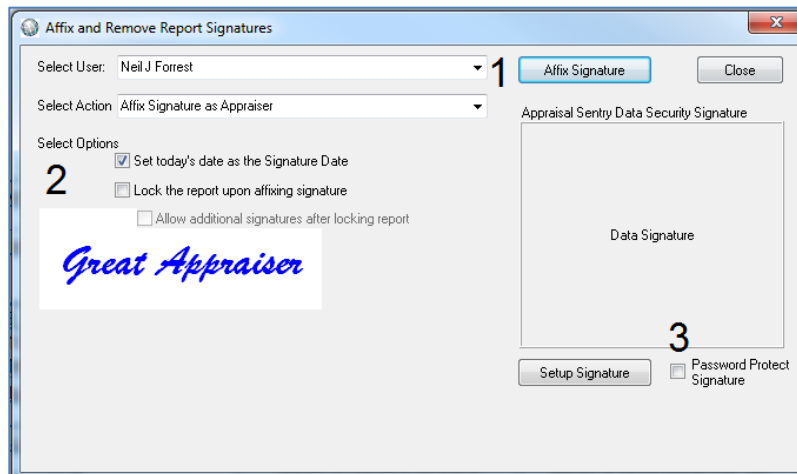 Affix and Remove Report Signatures
Select User: Neil J Forrest
1
Affix Signature
Close
Select Action Affix Signature as Appraiser
Appraisal Sentry Data Security Signature
Select Options
Set today's date as the Signature Date
2
Lock the report upon affixing signature
Allow additional signatures after locking report
Great Appraiser
Data Signature
3
Setup Signature
Password Protect
Signature